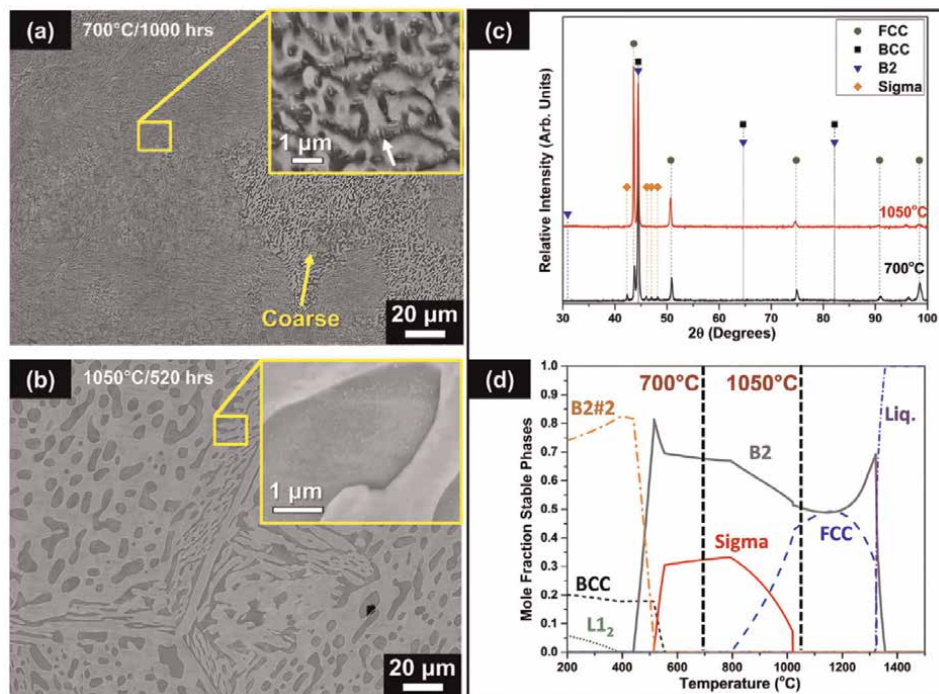 (a) 700°C/1000 hrs
1 μm
Coarse
20 μm
(b) 1050°C/520 hrs
1 μm
20 μm
(c)
FCC
BCC
B2
Sigma
Relative Intensity (Arb. Units)
1050°C
700°C
30 40 50 60 70 80 90 100
2θ (Degrees)
(d)
Mole Fraction Stable Phases
1.0
0.9
0.8
0.7
0.6
0.5
0.4
0.3
0.2
0.1
0.0
700°C 1050°C
B2#2
Liq.
B2
Sigma
FCC
BCC
L1₂
200 400 600 800 1000 1200 1400
Temperature (°C)